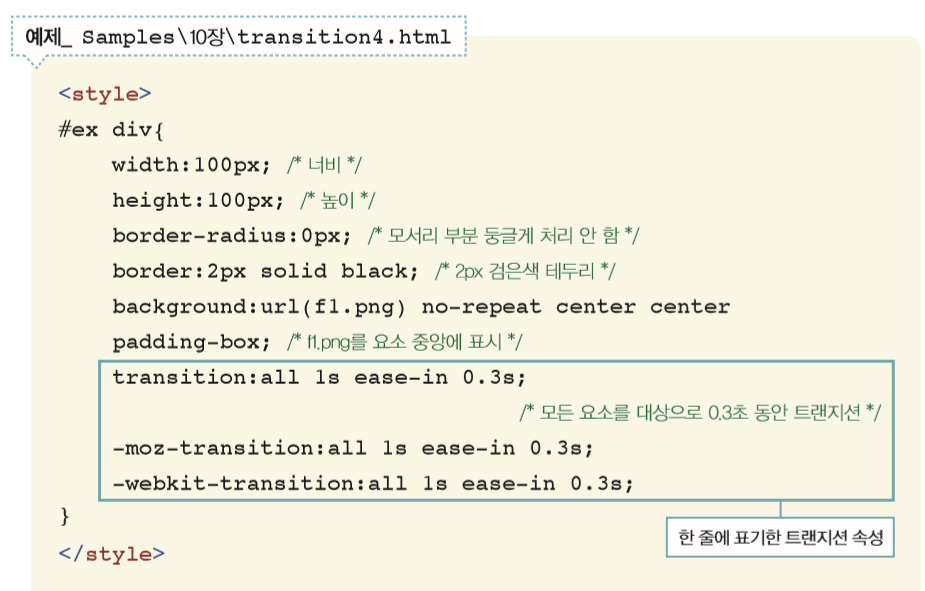 예제_ Samples\10장\transition4.html
<style>
#ex div{
width:100px; /* 너비 */
height:100px; /* 높이 */
border-radius:0px; /* 모서리 부분 둥글게 처리 안 함 */
border:2px solid black; /* 2px 검은색 테두리 */
background:url(f1.png) no-repeat center center
padding-box; /* f1.png를 요소 중앙에 표시 */
transition:all 1s ease-in 0.3s;
/* 모든 요소를 대상으로 0.3초 동안 트랜지션 */
-moz-transition:all 1s ease-in 0.3s;
-webkit-transition:all 1s ease-in 0.3s;
}
한 줄에 표기한 트랜지션 속성
</style>